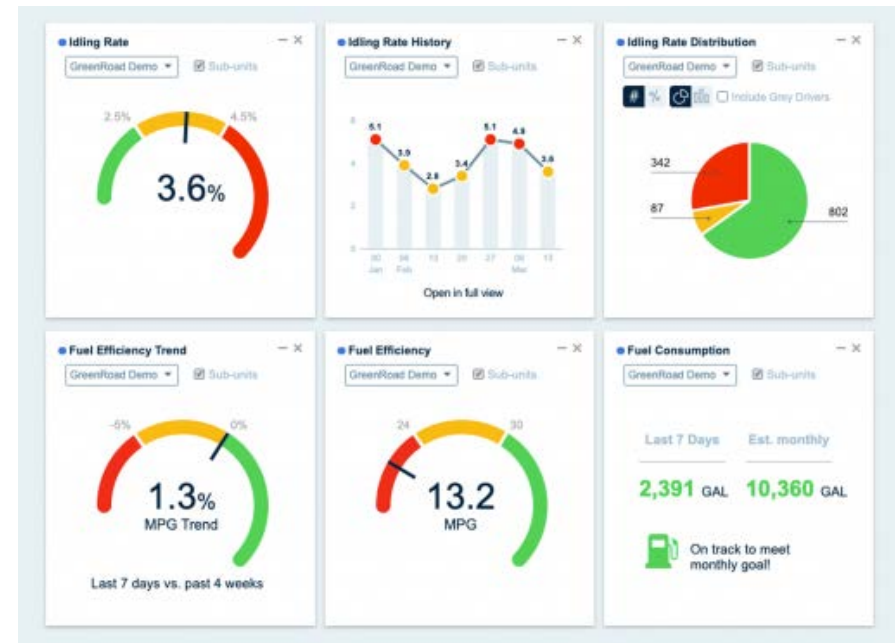 Idling Rate
GreenRoad Demo
Sub-units
2.5%
4.5%
3.6%
Idling Rate History
GreenRoad Demo
Sub-units
6
4
2
0
5.1
3.9
2.8
3.4
5.1
4.9
3.6
Jan
06
Feb
13
20
27
06
Mar
13
Open in full view
Idling Rate Distribution
GreenRoad Demo
Sub-units
# %
Include Grey Drivers
342
87
802
Fuel Efficiency Trend
GreenRoad Demo
Sub-units
-5%
0%
1.3%
MPG Trend
Last 7 days vs. past 4 weeks
Fuel Efficiency
GreenRoad Demo
Sub-units
24
30
13.2
MPG
Fuel Consumption
GreenRoad Demo
Sub-units
Last 7 Days
Est. monthly
2,391 GAL
10,360 GAL
On track to meet
monthly goal!